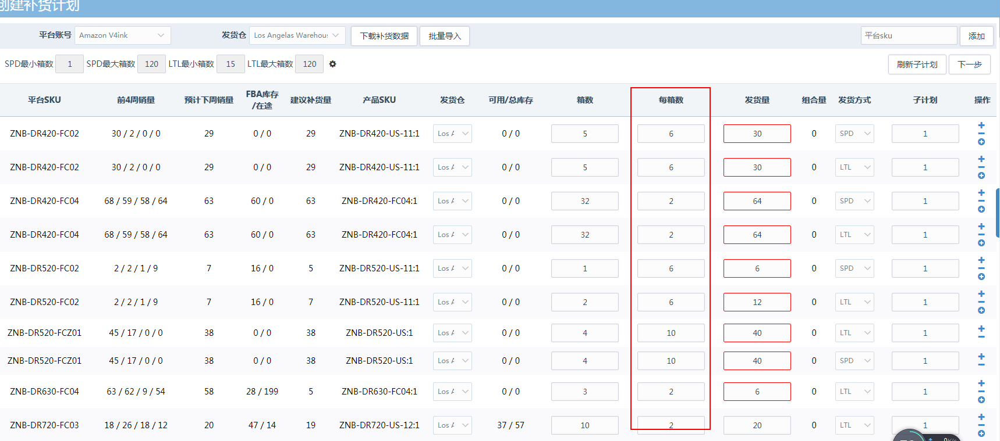 创建补货计划
平台账号 Amazon V4ink 发货仓 Los Angelas Warehous 下载补货数据 批量导入 平台sku 添加
SPD最小箱数 1 SPD最大箱数 120 LTL最小箱数 15 LTL最大箱数 120 刷新子计划 下一步
平台SKU 前4周销量 预计下周销量 FBA库存/在途 建议补货量 产品SKU 发货仓 可用/总库存 箱数 每箱数 发货量 组合量 发货方式 子计划 操作
ZNB-DR420-FC02 30 / 2 / 0 / 0 29 0 / 0 29 ZNB-DR420-US-11:1 Los A 0 / 0 5 6 30 0 SPD 1
ZNB-DR420-FC02 30 / 2 / 0 / 0 29 0 / 0 29 ZNB-DR420-US-11:1 Los A 0 / 0 5 6 30 0 LTL 1
ZNB-DR420-FC04 68 / 59 / 58 / 64 63 60 / 0 63 ZNB-DR420-FC04:1 Los A 0 / 0 32 2 64 0 SPD 1
ZNB-DR420-FC04 68 / 59 / 58 / 64 63 60 / 0 63 ZNB-DR420-FC04:1 Los A 0 / 0 32 2 64 0 LTL 1
ZNB-DR520-FC02 2 / 2 / 1 / 9 7 16 / 0 5 ZNB-DR520-US-11:1 Los A 0 / 0 1 6 6 0 SPD 1
ZNB-DR520-FC02 2 / 2 / 1 / 9 7 16 / 0 7 ZNB-DR520-US-11:1 Los A 0 / 0 2 6 12 0 LTL 1
ZNB-DR520-FCZ01 45 / 17 / 0 / 0 38 0 / 0 38 ZNB-DR520-US:1 Los A 0 / 0 4 10 40 0 LTL 1
ZNB-DR520-FCZ01 45 / 17 / 0 / 0 38 0 / 0 38 ZNB-DR520-US:1 Los A 0 / 0 4 10 40 0 SPD 1
ZNB-DR630-FC04 63 / 62 / 9 / 54 58 28 / 199 5 ZNB-DR630-FC04:1 Los A 0 / 0 3 2 6 0 LTL 1
ZNB-DR720-FC03 18 / 26 / 18 / 12 20 47 / 14 19 ZNB-DR720-US-12:1 Los A 37 / 57 10 2 20 0 LTL 1